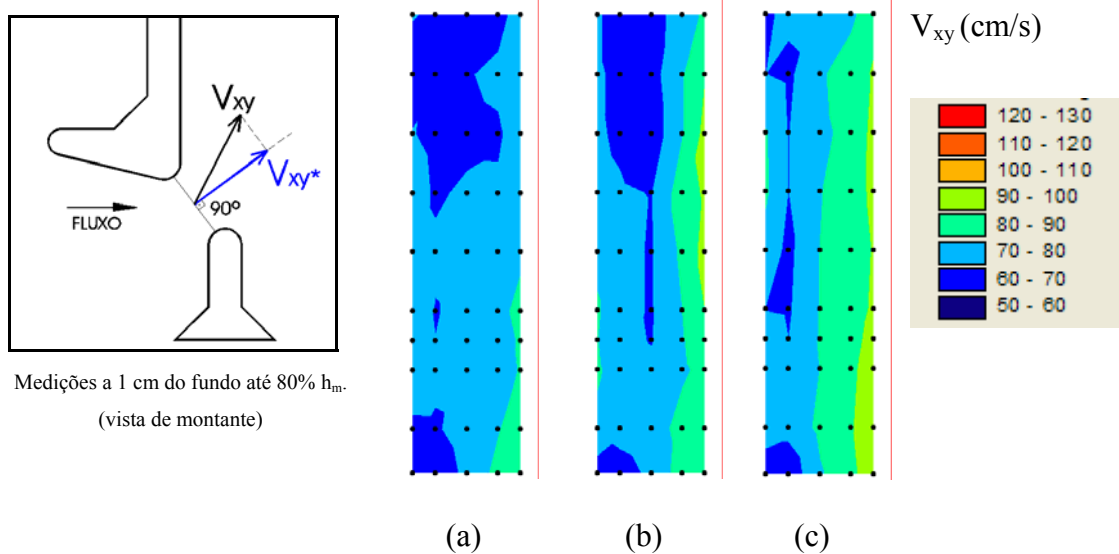 Vxy
Vxy*
90º
FLUXO
Medições a 1 cm do fundo até 80% hm.
(vista de montante)
(a)
(b)
(c)
Vxy (cm/s)
120 - 130
110 - 120
100 - 110
90 - 100
80 - 90
70 - 80
60 - 70
50 - 60